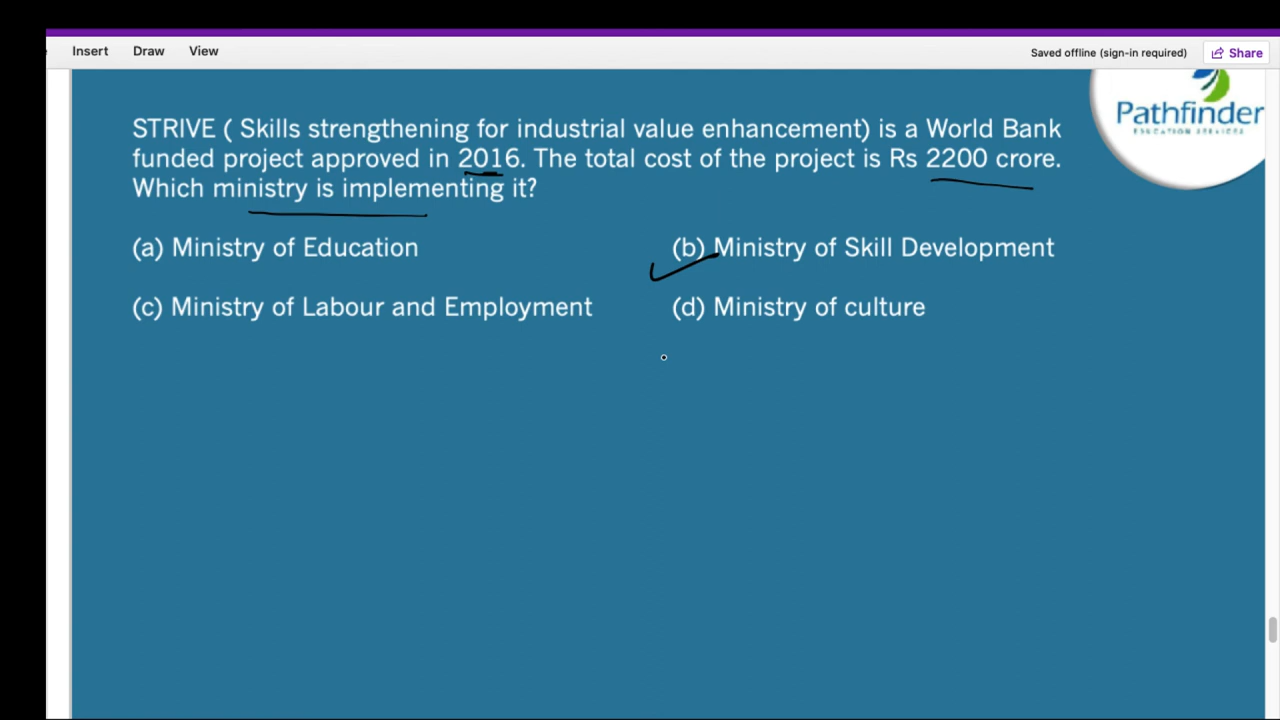 Insert Draw View
Saved offline (sign-in required) Share
Pathfinder
EDUCATION SERVICES
STRIVE ( Skills strengthening for industrial value enhancement) is a World Bank
funded project approved in 2016. The total cost of the project is Rs 2200 crore.
Which ministry is implementing it?
(a) Ministry of Education (b) Ministry of Skill Development
(c) Ministry of Labour and Employment (d) Ministry of culture